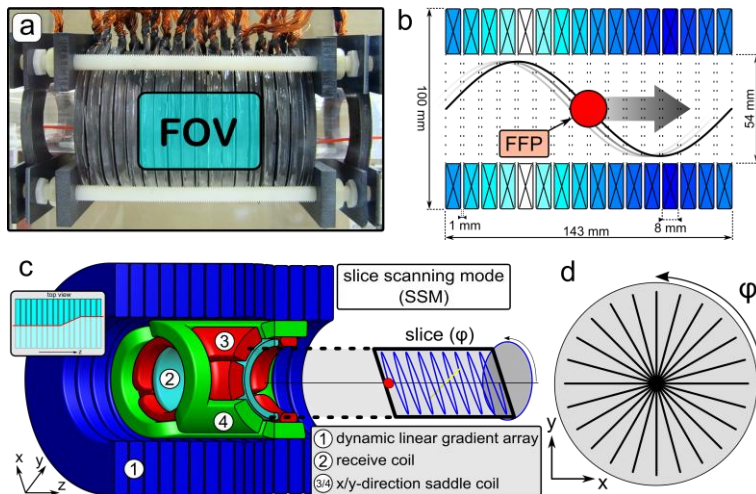 a
FOV
b
100 mm
FFP
54 mm
1 mm
8 mm
143 mm
c
top view
z
slice scanning mode
(SSM)
slice (φ)
1
2
3
4
x
y
z
1 dynamic linear gradient array
2 receive coil
3/4 x/y-direction saddle coil
d
φ
y
x